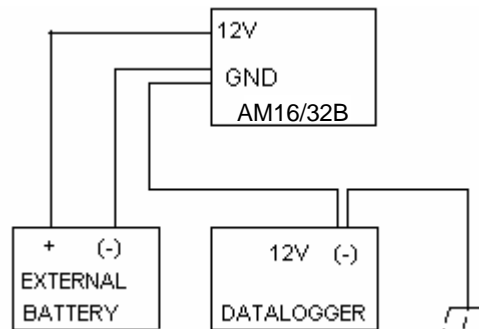 12V
GND
AM16/32B
+ (-)
EXTERNAL
BATTERY
12V (-)
DATALOGGER